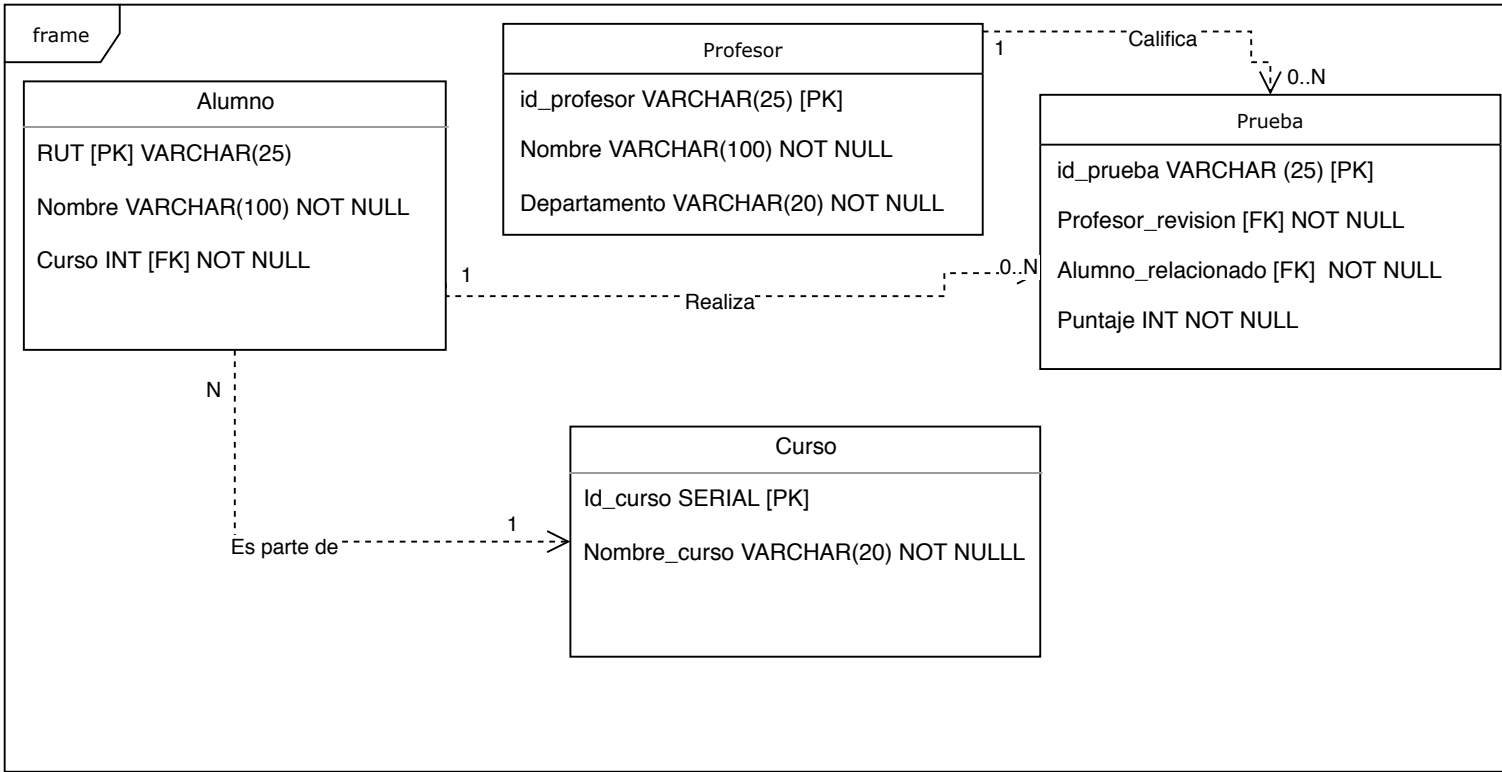 frame
Alumno
RUT [PK] VARCHAR(25)
Nombre VARCHAR(100) NOT NULL
Curso INT [FK] NOT NULL
Profesor
id_profesor VARCHAR(25) [PK]
Nombre VARCHAR(100) NOT NULL
Departamento VARCHAR(20) NOT NULL
1
Califica
0..N
Prueba
id_prueba VARCHAR (25) [PK]
Profesor_revision [FK] NOT NULL
Alumno_relacionado [FK] NOT NULL
Puntaje INT NOT NULL
1
Realiza
0..N
N
Es parte de
1
Curso
Id_curso SERIAL [PK]
Nombre_curso VARCHAR(20) NOT NULLL